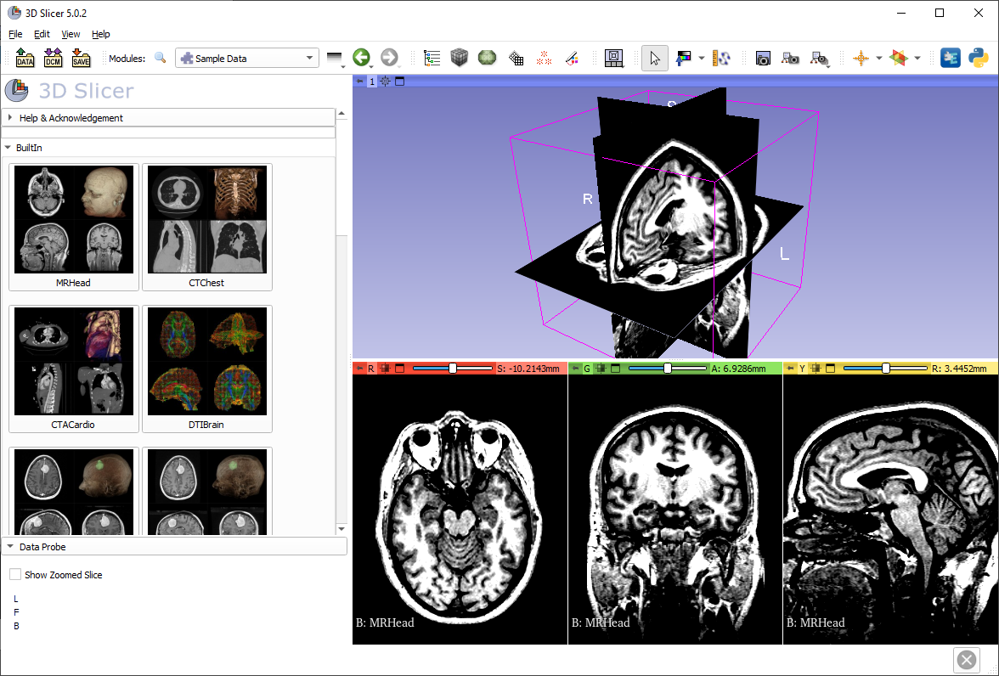 3D Slicer 5.0.2
File Edit View Help
DATA DCM SAVE Modules: Sample Data
3D Slicer
Help & Acknowledgement
BuiltIn
MRHead CTChest
CTACardio DTIBrain
Data Probe
Show Zoomed Slice
L
F
B
1
S
R
L
R S: -10.2143mm
G A: 6.9286mm
Y R: 3.4452mm
B: MRHead
B: MRHead
B: MRHead